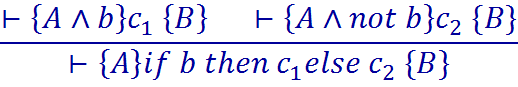 ⊢ {A ∧ b}c₁ {B} ⊢ {A ∧ not b}c₂ {B}
⊢ {A}if b then c₁else c₂ {B}